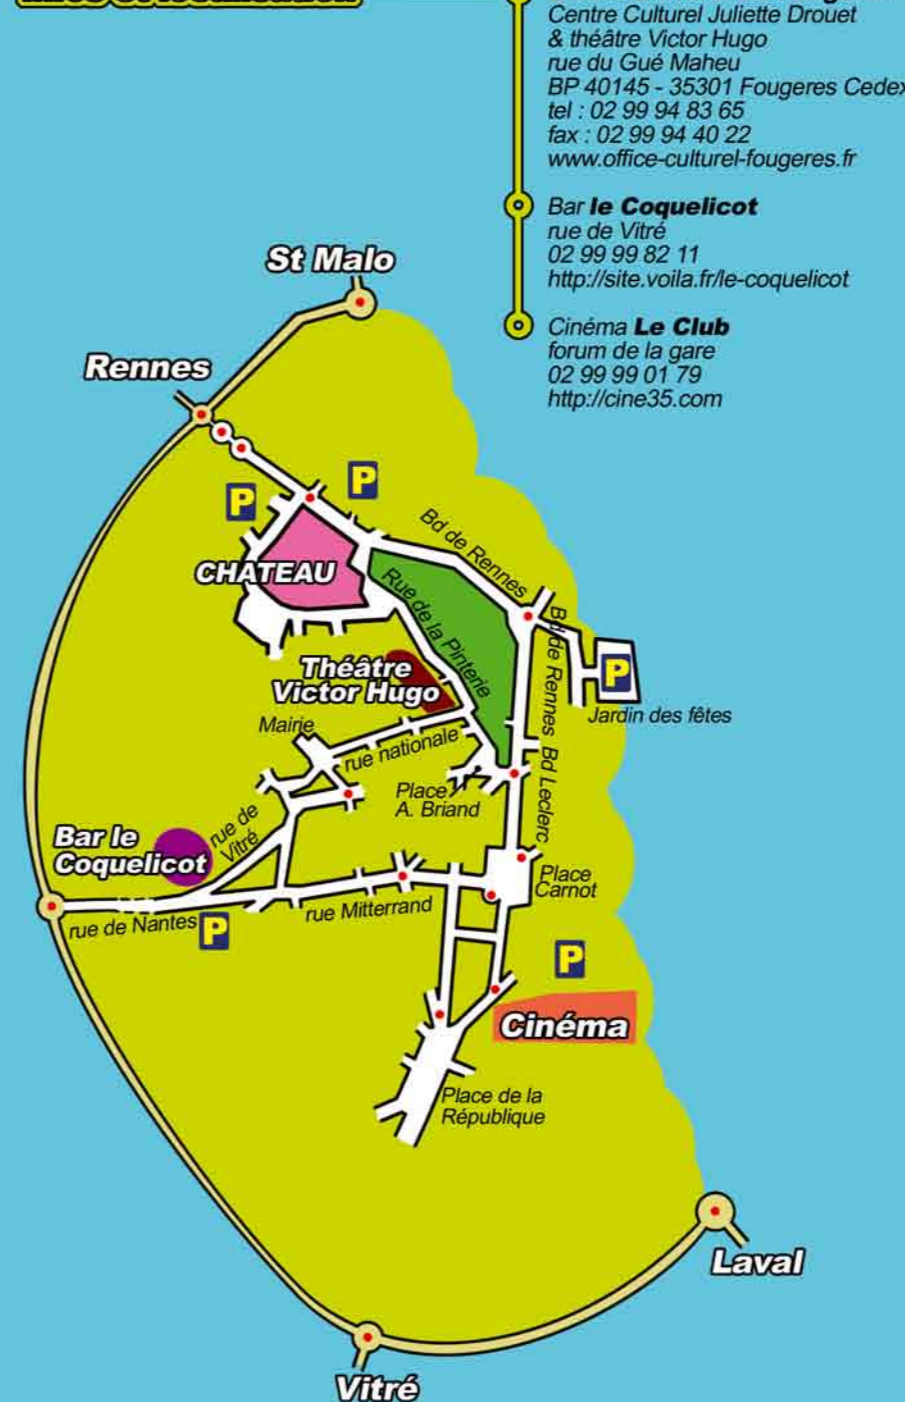 Centre Culturel Juliette Drouet
& théâtre Victor Hugo
rue du Gué Maheu
BP 40145 - 35301 Fougeres Cedex
tel : 02 99 94 83 65
fax : 02 99 94 40 22
www.office-culturel-fougeres.fr
Bar le Coquelicot
rue de Vitré
02 99 99 82 11
http://site.voila.fr/le-coquelicot
Cinéma Le Club
forum de la gare
02 99 99 01 79
http://cine35.com
St Malo
Rennes
P
P
Bd de Rennes
CHATEAU
Rue de la Pinterie
Bd de Rennes
Théâtre
Victor Hugo
P
Jardin des fêtes
Mairie
rue nationale
Place
A. Briand
Bd Leclerc
rue de
Vitré
Bar le
Coquelicot
Place
Carnot
rue Mitterrand
rue de Nantes
P
P
Cinéma
Place de la
République
Laval
Vitré